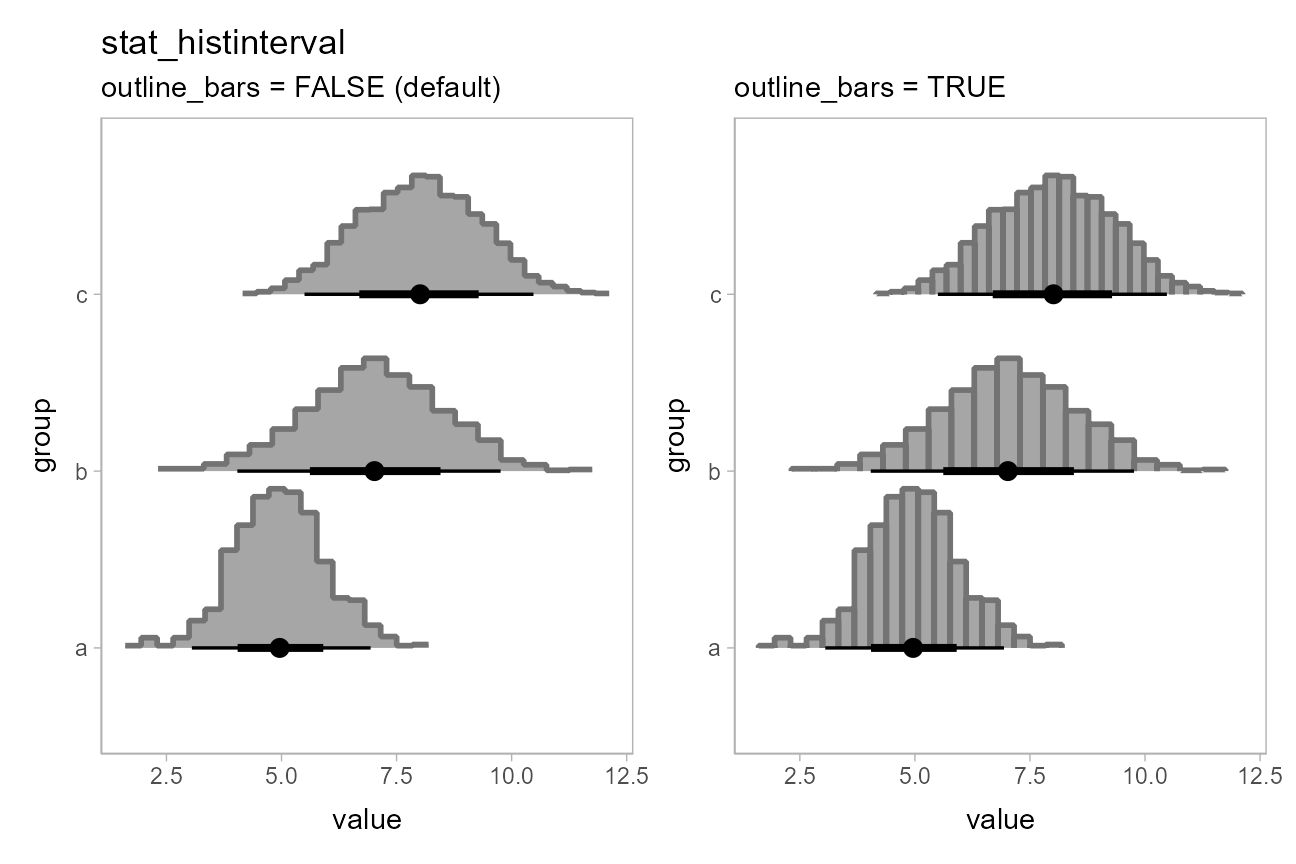 stat_histinterval
outline_bars = FALSE (default)
outline_bars = TRUE
group
c
b
a
2.5 5.0 7.5 10.0 12.5
value
group
c
b
a
2.5 5.0 7.5 10.0 12.5
value